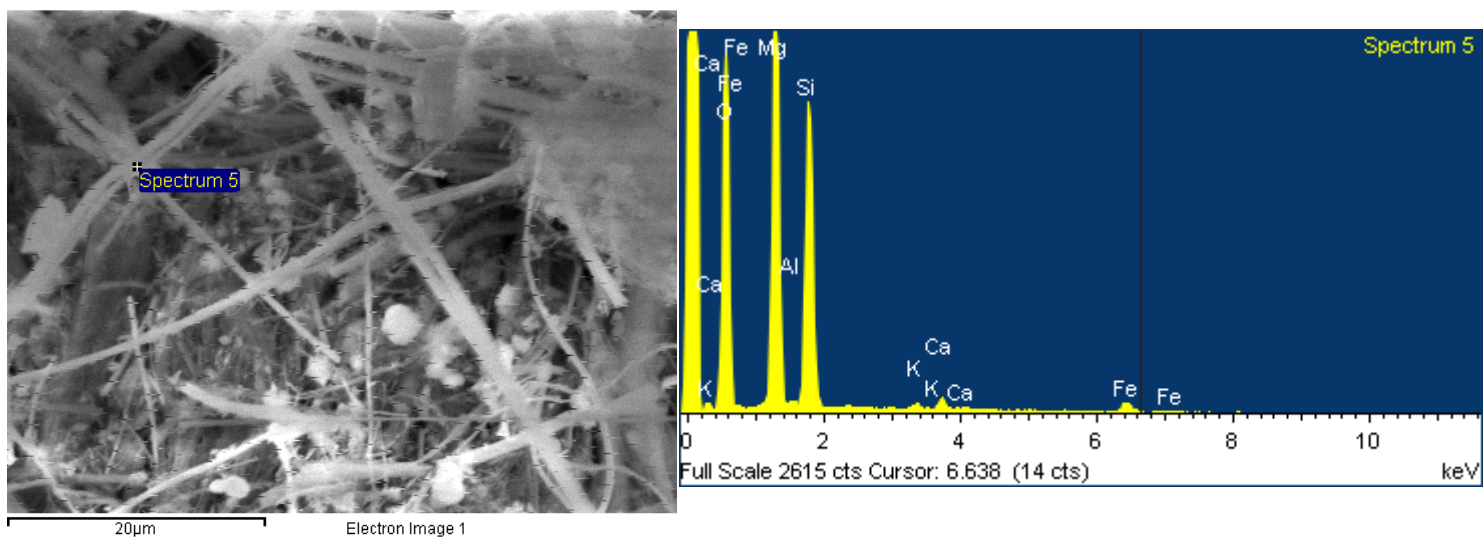 Spectrum 5
20µm
Electron Image 1
Spectrum 5
Fe Mg
Ca
Fe
Si
O
Al
Ca
Ca
K
K
K
Ca
Fe
Fe
0 2 4 6 8 10
Full Scale 2615 cts Cursor: 6.638 (14 cts) keV